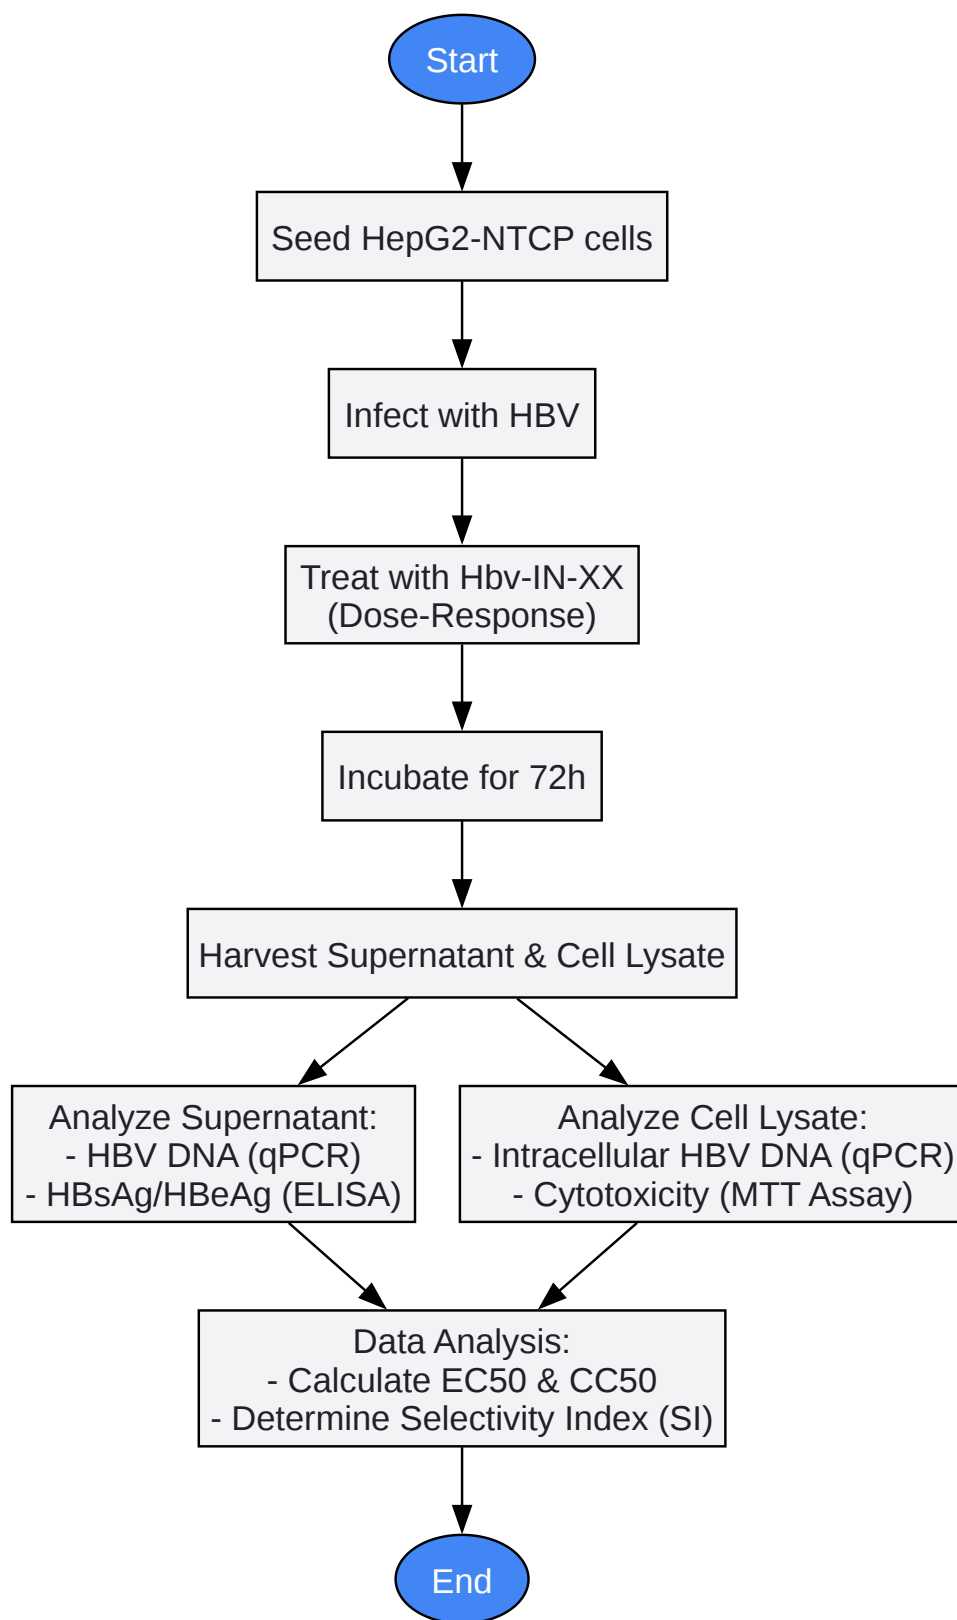 Start
Seed HepG2-NTCP cells
Infect with HBV
Treat with Hbv-IN-XX
(Dose-Response)
Incubate for 72h
Harvest Supernatant & Cell Lysate
Analyze Supernatant:
- HBV DNA (qPCR)
- HBsAg/HBeAg (ELISA)
Analyze Cell Lysate:
- Intracellular HBV DNA (qPCR)
- Cytotoxicity (MTT Assay)
Data Analysis:
- Calculate EC50 & CC50
- Determine Selectivity Index (SI)
End